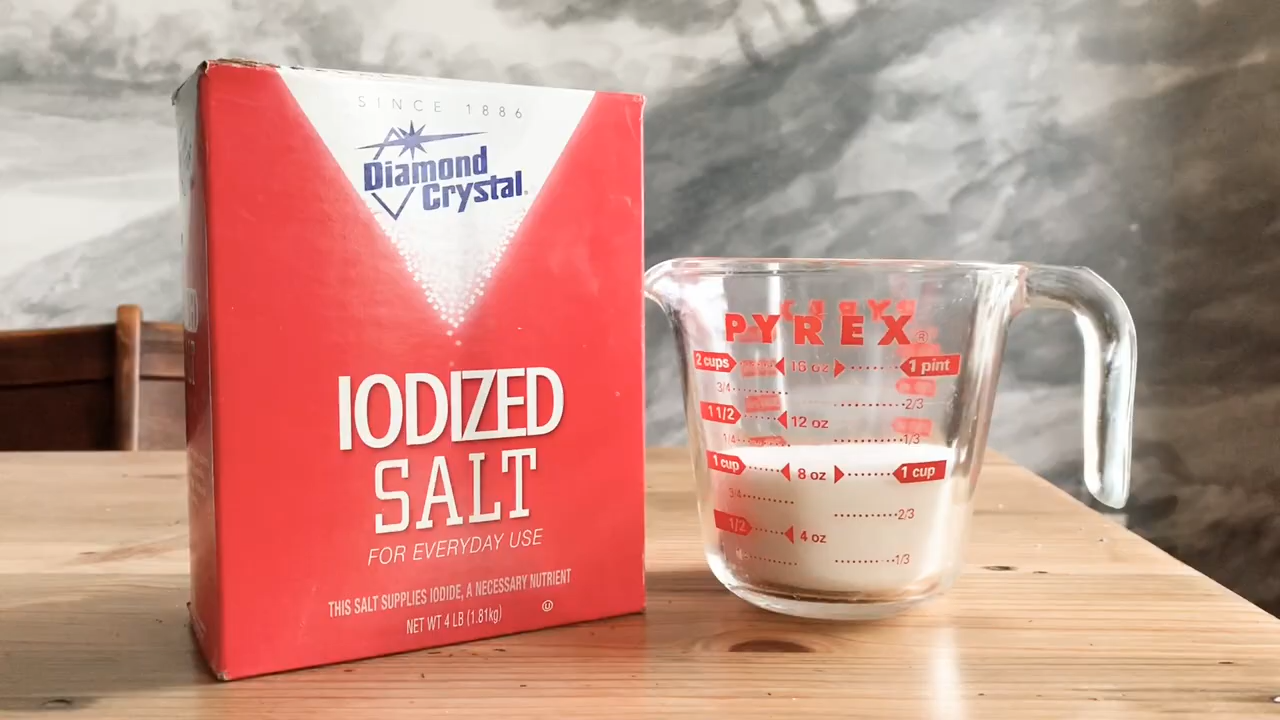 SINCE 1886
Diamond
Crystal
IODIZED
SALT
FOR EVERYDAY USE
THIS SALT SUPPLIES IODIDE, A NECESSARY NUTRIENT
NET WT 4 LB (1.81kg)
PYREX®
2 cups 16 oz 1 pint
3/4 2/3
1 1/2 12 oz
1/4 1/3
1 cup 8 oz 1 cup
3/4 2/3
1/2 4 oz
1/3